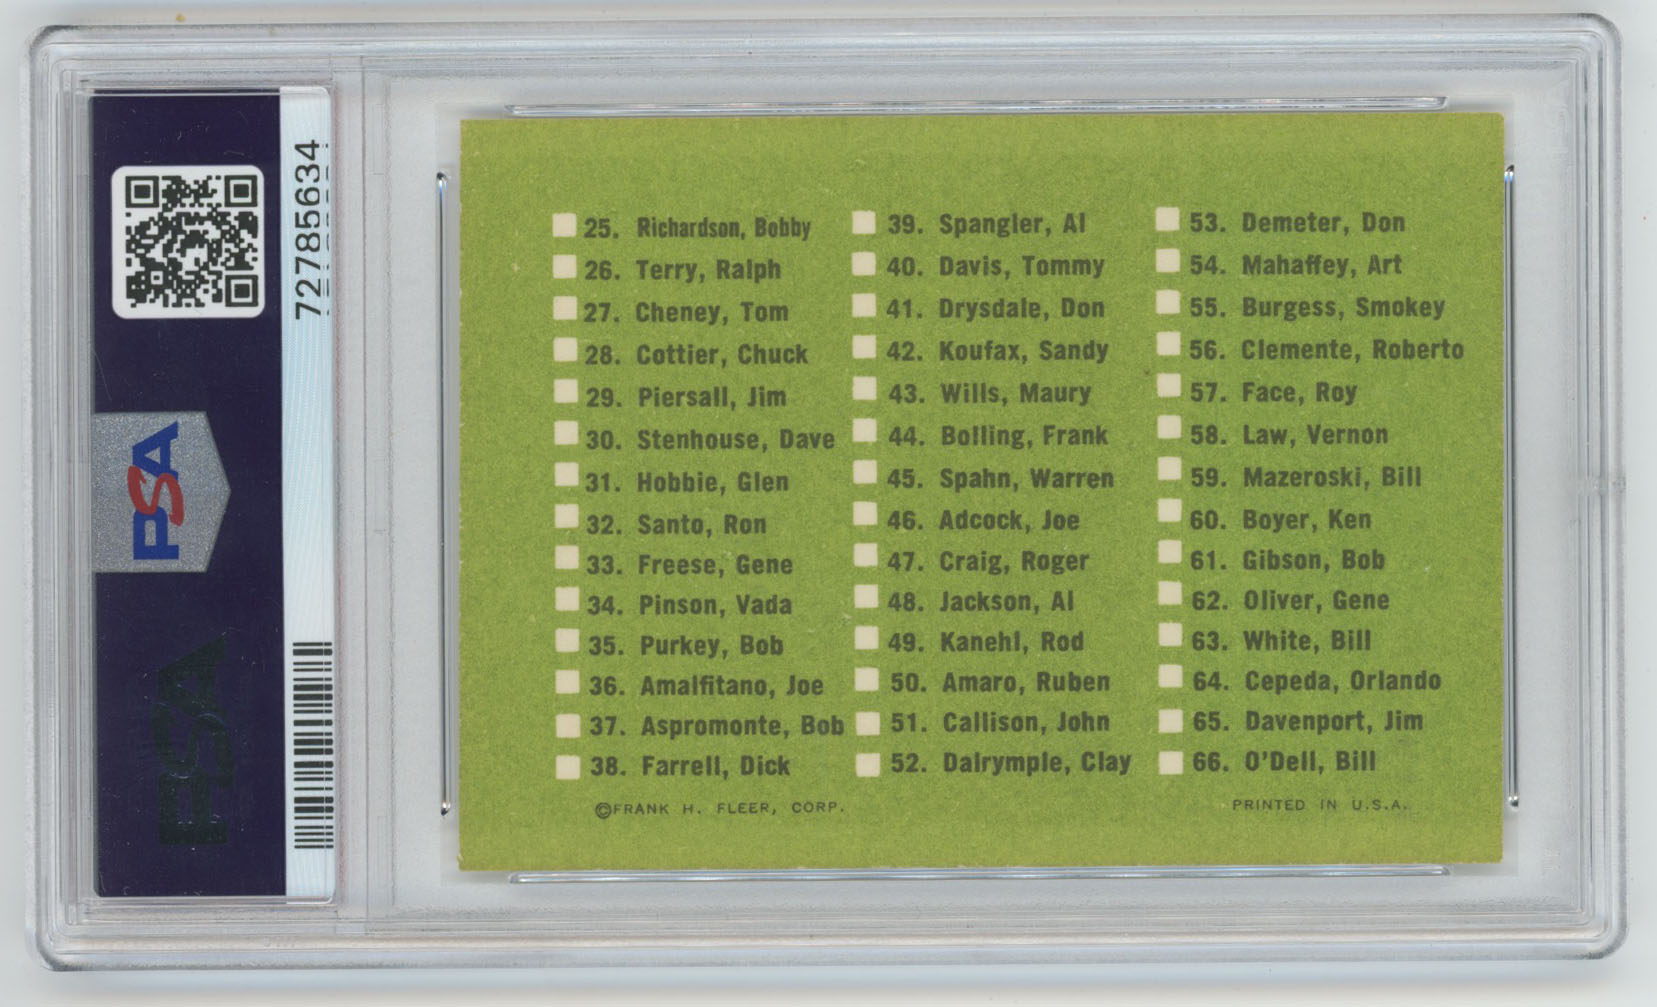 72785634
PSA
PSA
25. Richardson, Bobby
26. Terry, Ralph
27. Cheney, Tom
28. Cottier, Chuck
29. Piersall, Jim
30. Stenhouse, Dave
31. Hobbie, Glen
32. Santo, Ron
33. Freese, Gene
34. Pinson, Vada
35. Purkey, Bob
36. Amalfitano, Joe
37. Aspromonte, Bob
38. Farrell, Dick
39. Spangler, Al
40. Davis, Tommy
41. Drysdale, Don
42. Koufax, Sandy
43. Wills, Maury
44. Bolling, Frank
45. Spahn, Warren
46. Adcock, Joe
47. Craig, Roger
48. Jackson, Al
49. Kanehl, Rod
50. Amaro, Ruben
51. Callison, John
52. Dalrymple, Clay
53. Demeter, Don
54. Mahaffey, Art
55. Burgess, Smokey
56. Clemente, Roberto
57. Face, Roy
58. Law, Vernon
59. Mazeroski, Bill
60. Boyer, Ken
61. Gibson, Bob
62. Oliver, Gene
63. White, Bill
64. Cepeda, Orlando
65. Davenport, Jim
66. O'Dell, Bill
©FRANK H. FLEER, CORP.
PRINTED IN U.S.A.